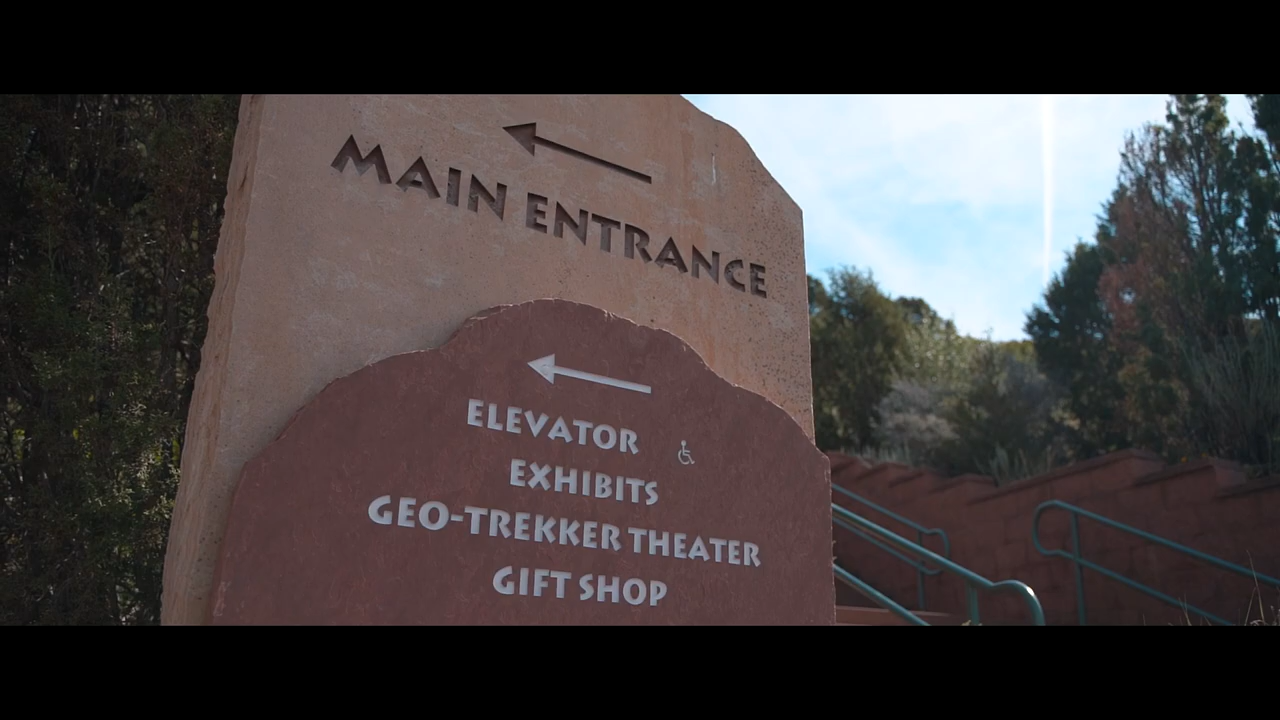 MAIN ENTRANCE
ELEVATOR
EXHIBITS
GEO-TREKKER THEATER
GIFT SHOP